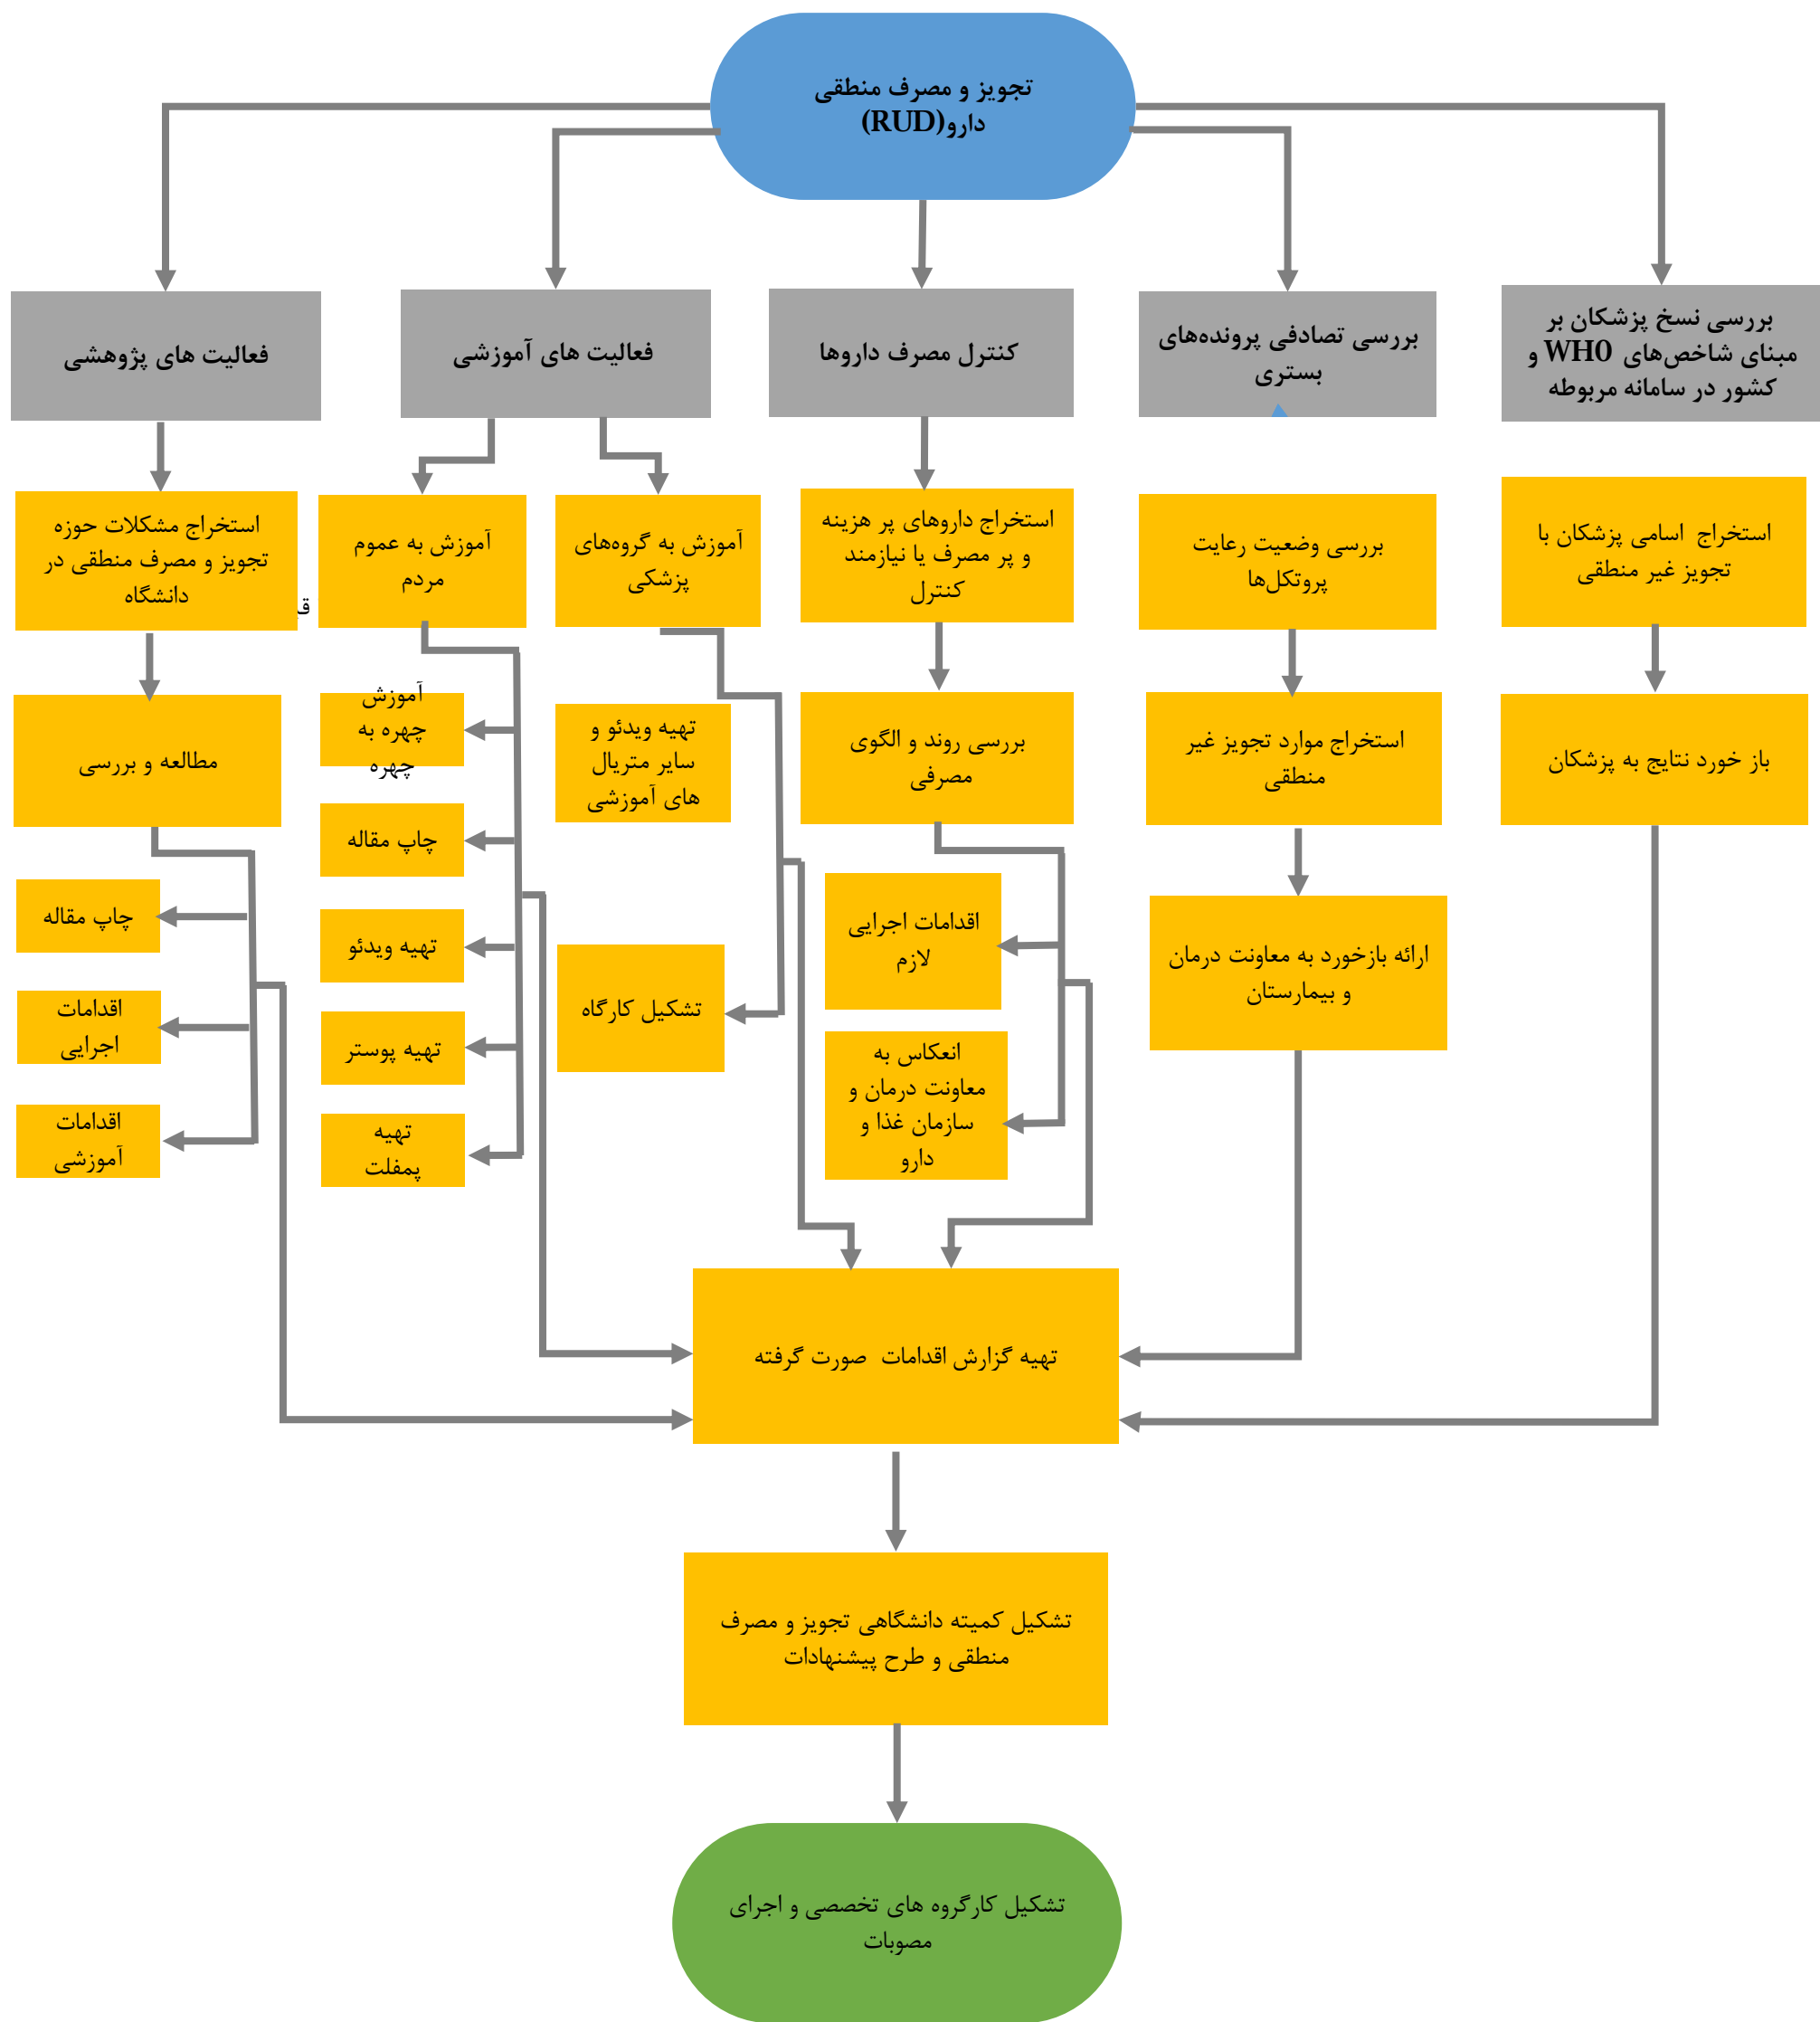 تجویز و مصرف منطقی
دارو(RUD)
بررسی نسخ پزشکان بر
مبنای شاخص‌های WHO و
کشور در سامانه مربوطه
بررسی تصادفی پرونده‌های
بستری
کنترل مصرف داروها
فعالیت های آموزشی
فعالیت های پژوهشی
استخراج اسامی پزشکان با
تجویز غیر منطقی
بررسی وضعیت رعایت
پروتکل‌ها
استخراج داروهای پر هزینه
و پر مصرف یا نیازمند
کنترل
آموزش به گروه‌های
پزشکی
آموزش به عموم
مردم
استخراج مشکلات حوزه
تجویز و مصرف منطقی در
دانشگاه
باز خورد نتایج به پزشکان
استخراج موارد تجویز غیر
منطقی
بررسی روند و الگوی
مصرفی
تهیه ویدئو و
سایر متریال
های آموزشی
آموزش
چهره به
چهره
مطالعه و بررسی
چاپ مقاله
ارائه بازخورد به معاونت درمان
و بیمارستان
اقدامات اجرایی
لازم
تشکیل کارگاه
تهیه ویدئو
چاپ مقاله
تهیه پوستر
اقدامات
اجرایی
انعکاس به
معاونت درمان و
سازمان غذا و
دارو
تهیه
پمفلت
اقدامات
آموزشی
تهیه گزارش اقدامات صورت گرفته
تشکیل کمیته دانشگاهی تجویز و مصرف
منطقی و طرح پیشنهادات
تشکیل کارگروه های تخصصی و اجرای
مصوبات